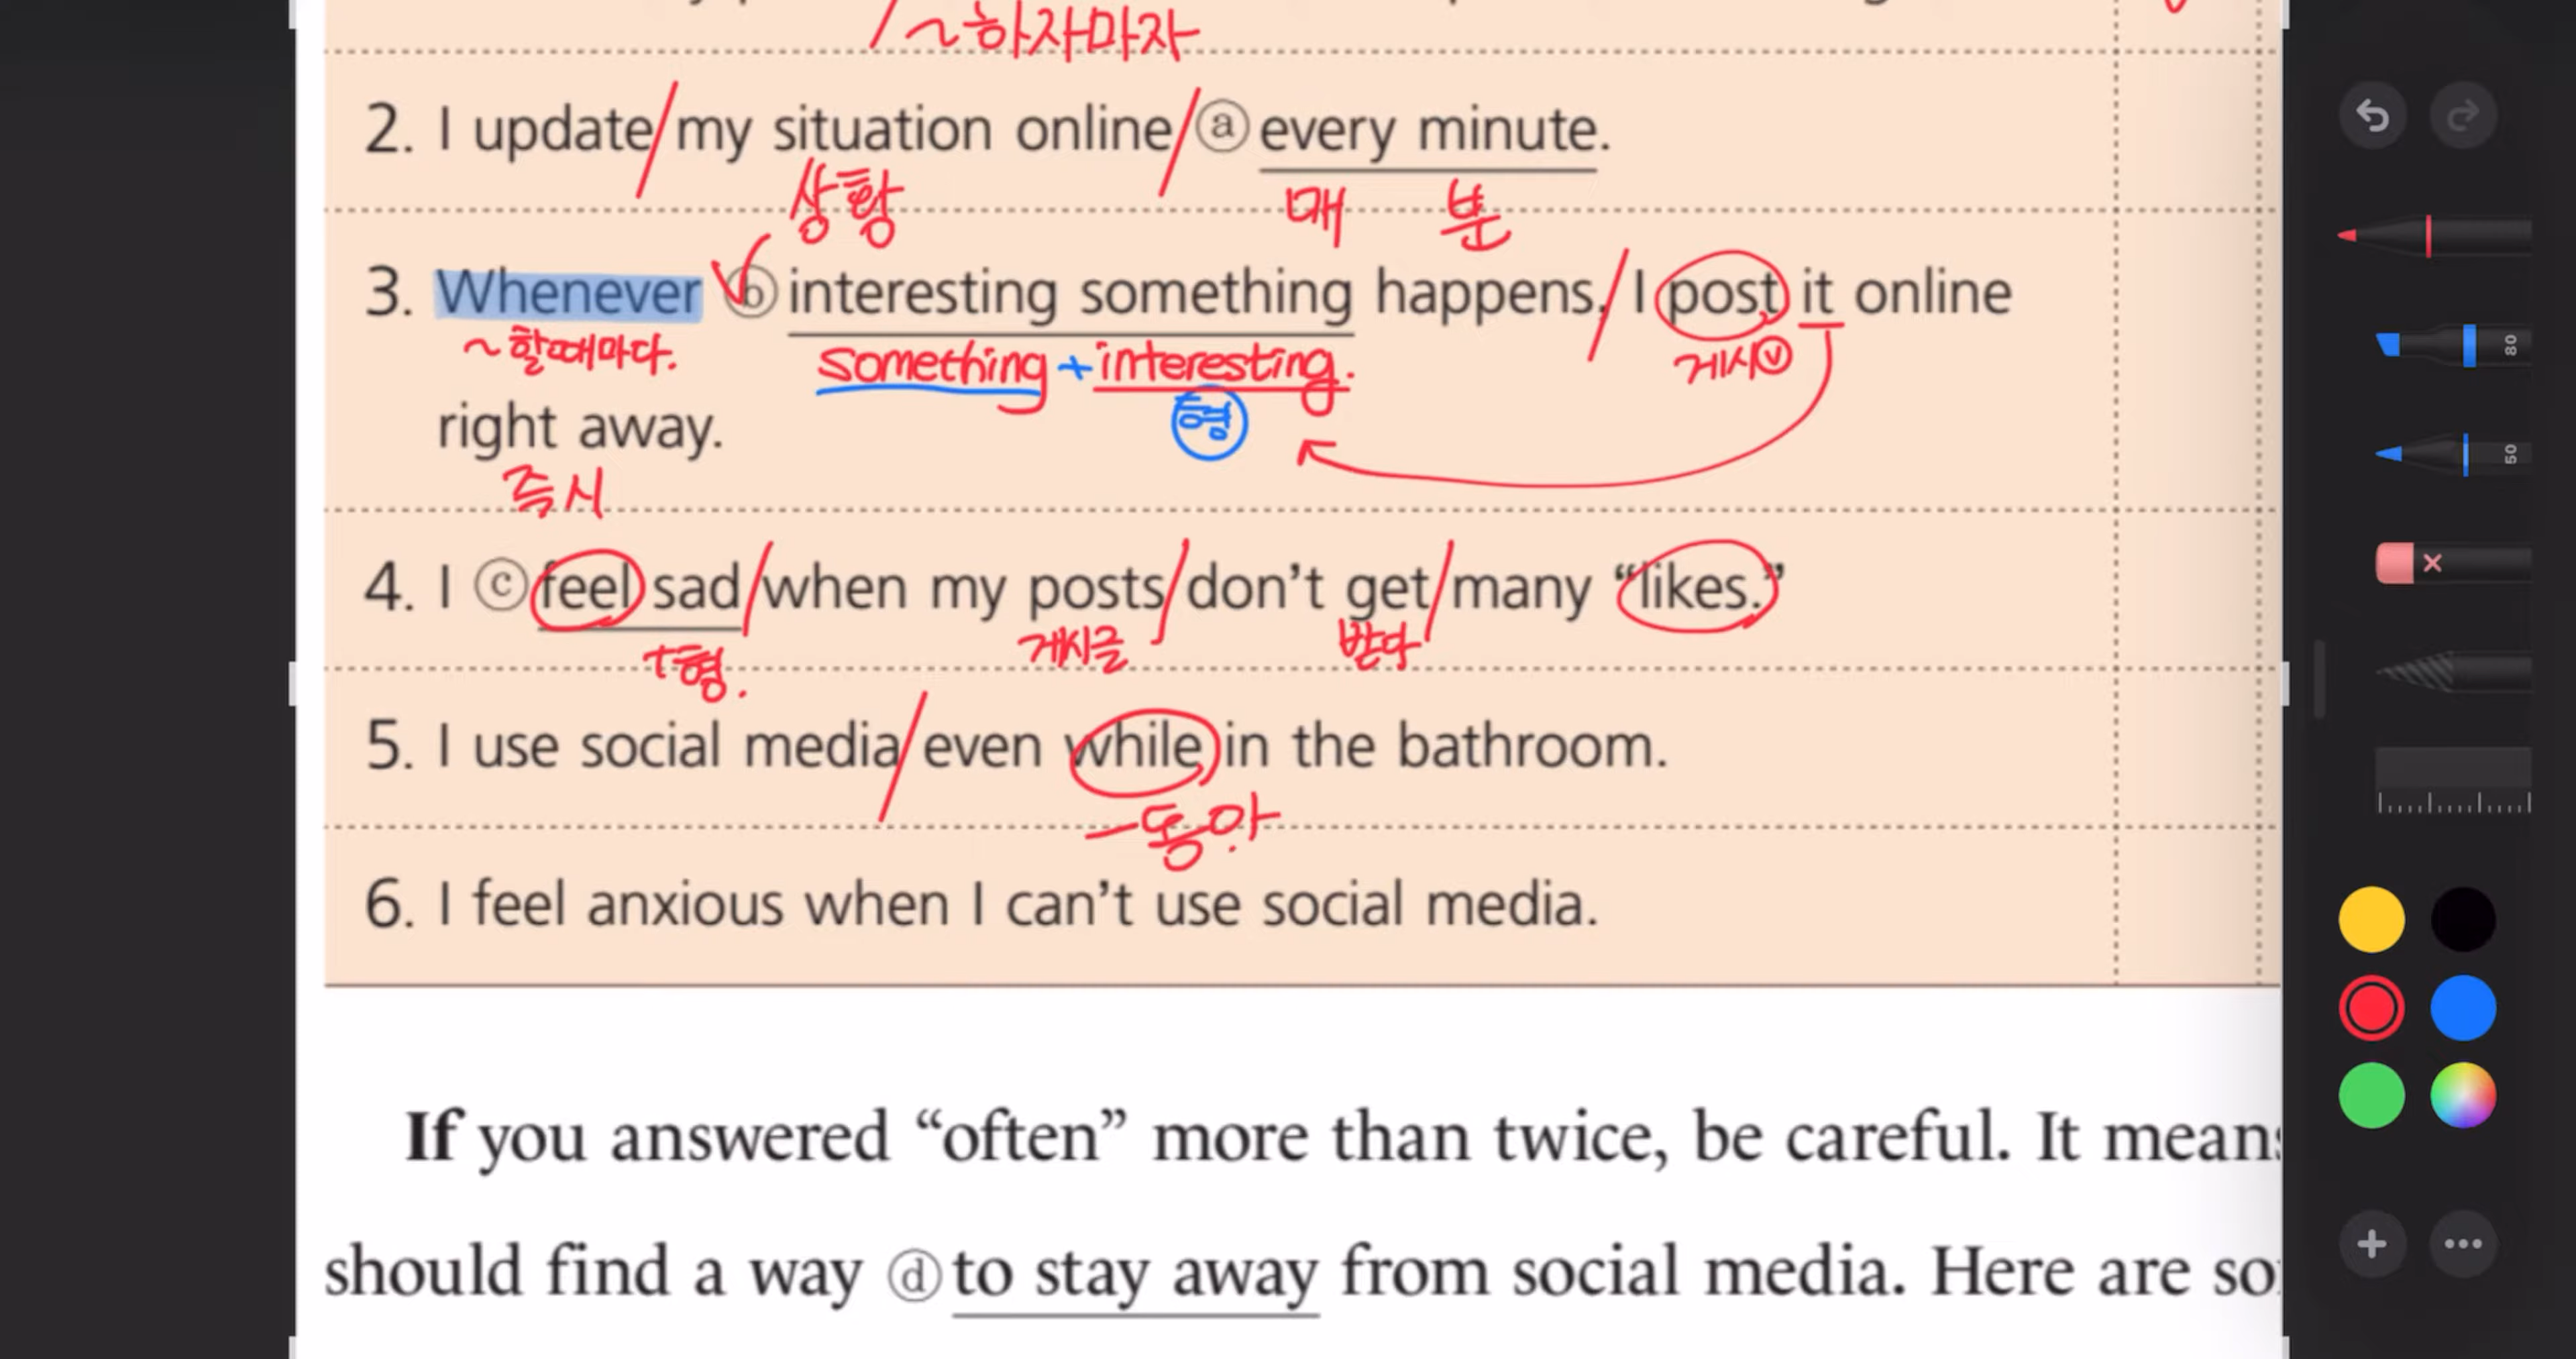 ~하자마자
2. I update / my situation online / ⓐ every minute.
상황 매 분
3. Whenever ⓑ interesting something happens, / I post it online
~할때마다. something + interesting. 게시ⓥ
형
right away.
즉시
4. I ⓒ feel sad / when my posts / don't get / many “likes.”
+형. 게시글 받다
5. I use social media / even while in the bathroom.
~동안
6. I feel anxious when I can't use social media.
If you answered “often” more than twice, be careful. It means
should find a way ⓓ to stay away from social media. Here are so
80
50